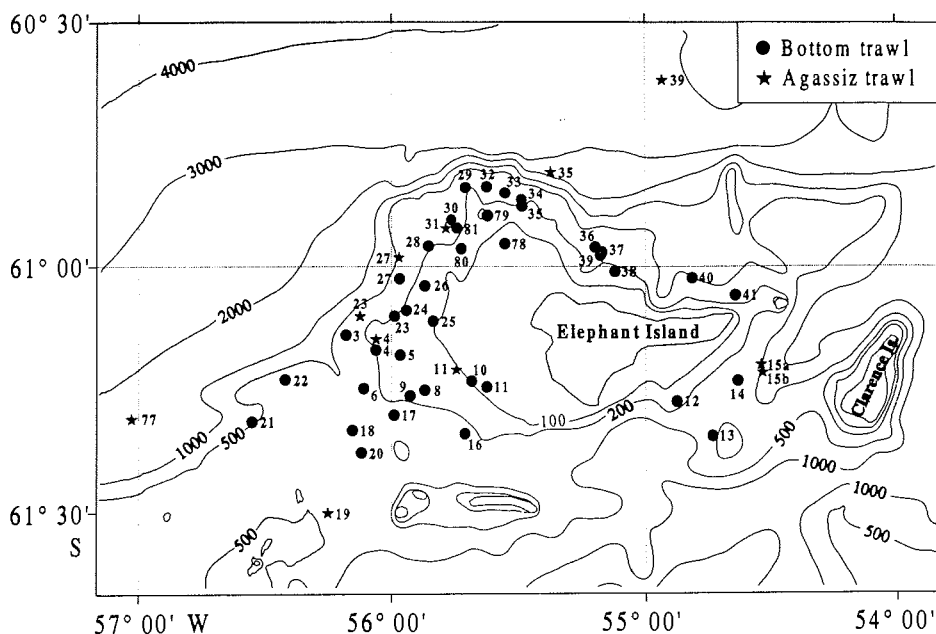 60° 30'
4000
39
Bottom trawl
Agassiz trawl
3000
29 32 33 35
34
30 79 35
31 81
28 78 36 37
61° 00'
27 80 39 38
27 26 40
2000
41
23 24
23 25
3 4
4 5
Elephant Island
11 10
11
15a
15b
22 9 8 14
6 12
Clarence Is.
77 21 17 100 200
1000 18 16 13 500
500 20 1000
1000
61° 30'
19
S 500 500
57° 00' W 56° 00' 55° 00' 54° 00'